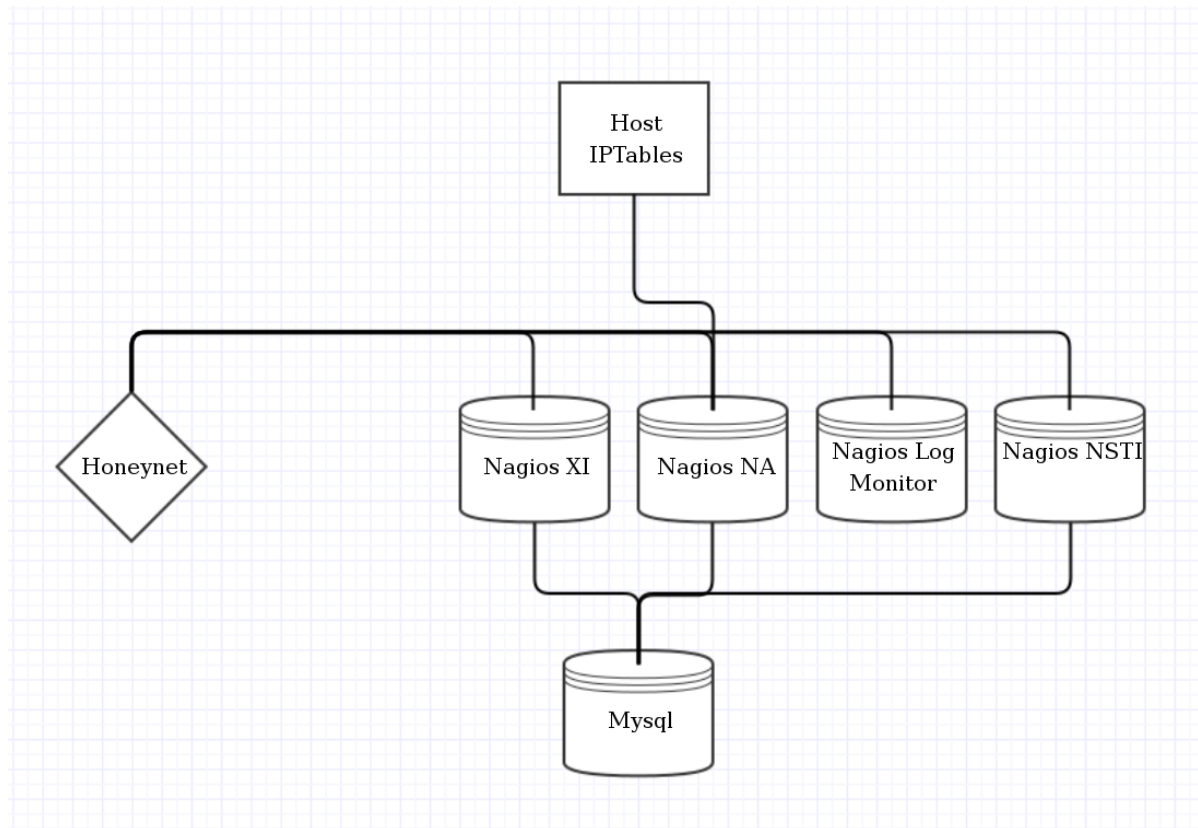 Host
IPTables
Honeynet
Nagios XI
Nagios NA
Nagios Log
Monitor
Nagios NSTI
Mysql